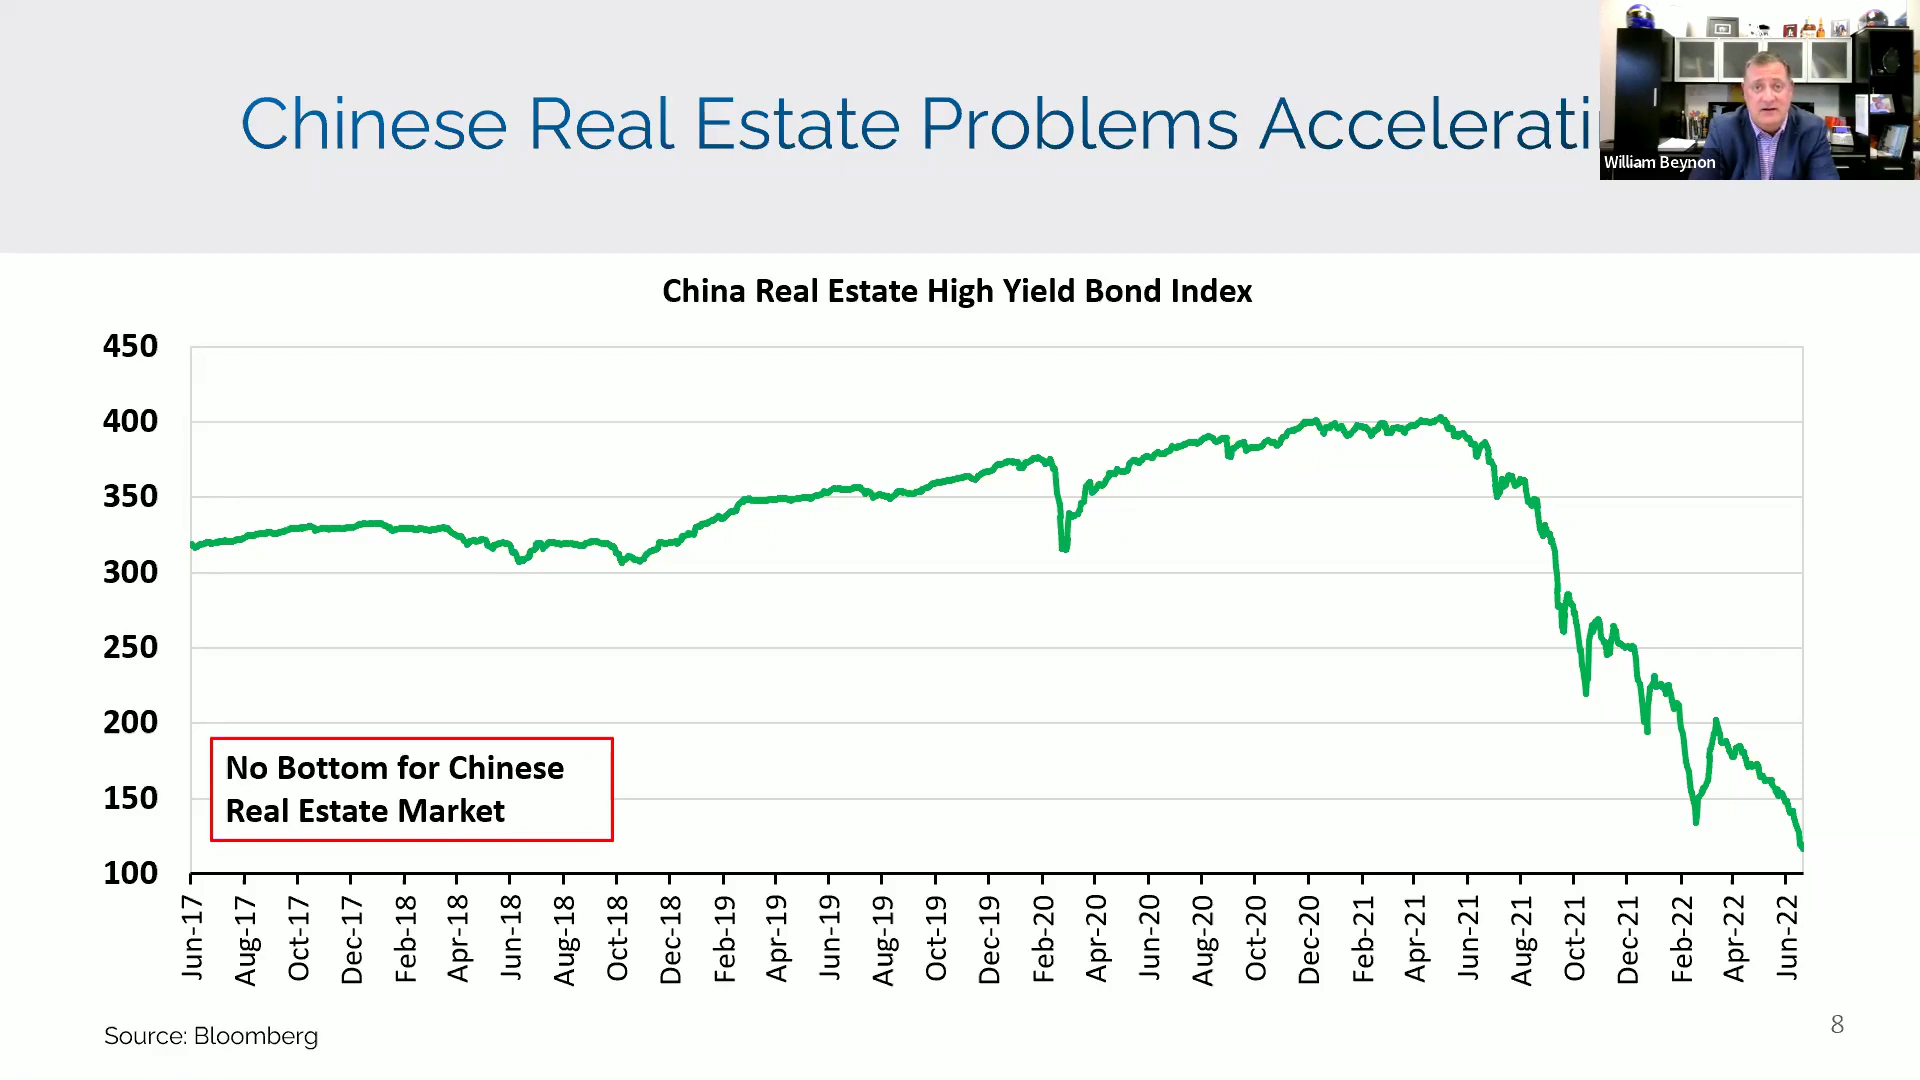 Chinese Real Estate Problems Accelerati
William Beynon
China Real Estate High Yield Bond Index
450
400
350
300
250
200
150
100
No Bottom for Chinese
Real Estate Market
Jun-17
Aug-17
Oct-17
Dec-17
Feb-18
Apr-18
Jun-18
Aug-18
Oct-18
Dec-18
Feb-19
Apr-19
Jun-19
Aug-19
Oct-19
Dec-19
Feb-20
Apr-20
Jun-20
Aug-20
Oct-20
Dec-20
Feb-21
Apr-21
Jun-21
Aug-21
Oct-21
Dec-21
Feb-22
Apr-22
Jun-22
Source: Bloomberg
8